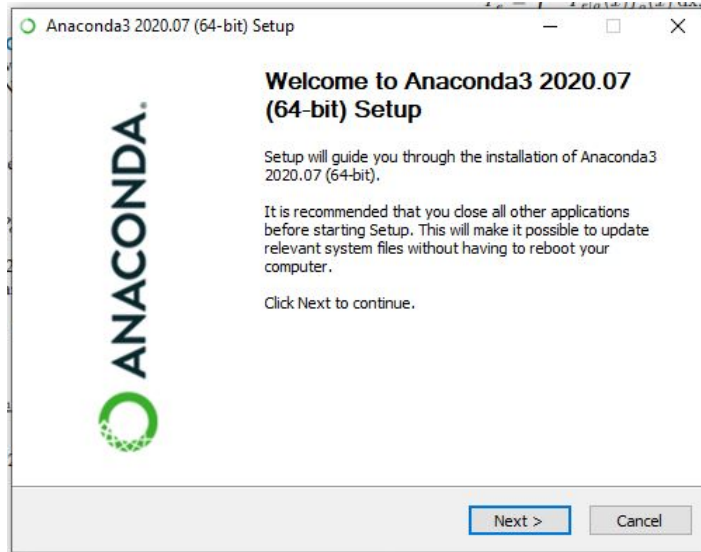 Anaconda3 2020.07 (64-bit) Setup
ANACONDA.
Welcome to Anaconda3 2020.07
(64-bit) Setup
Setup will guide you through the installation of Anaconda3
2020.07 (64-bit).
It is recommended that you close all other applications
before starting Setup. This will make it possible to update
relevant system files without having to reboot your
computer.
Click Next to continue.
Next >
Cancel